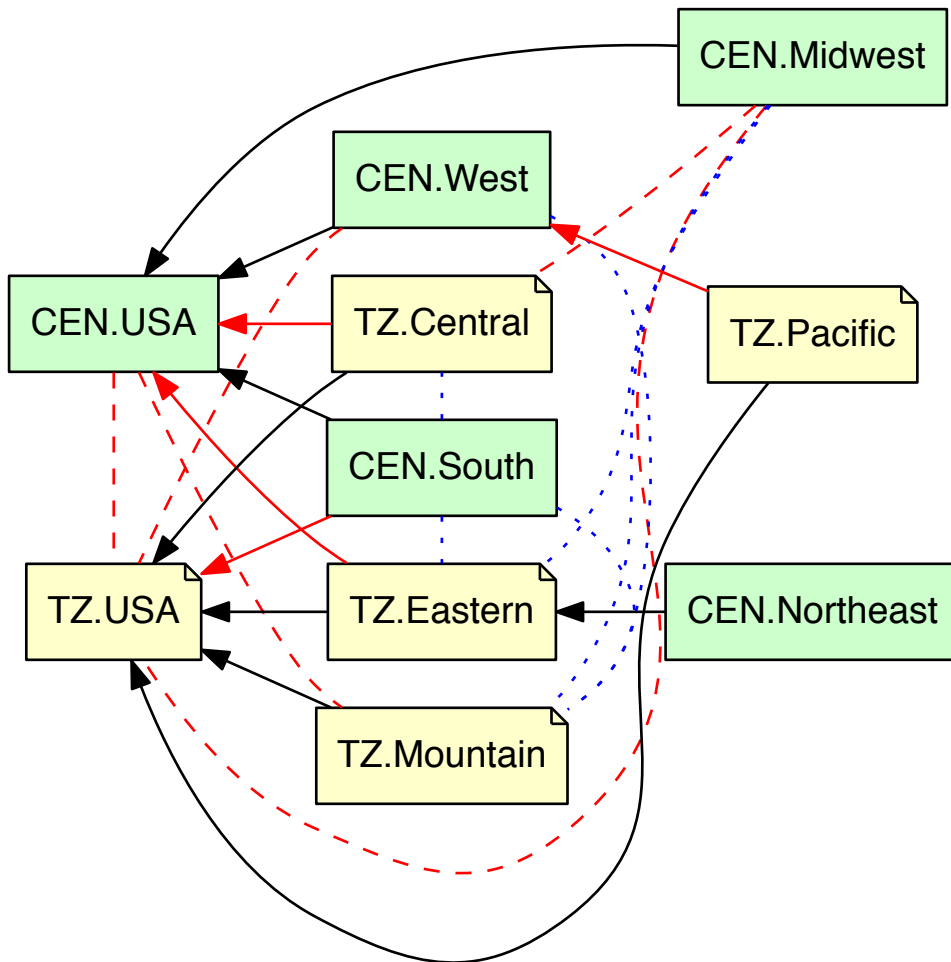 CEN.Midwest
CEN.West
CEN.USA
TZ.Central
TZ.Pacific
CEN.South
TZ.USA
TZ.Eastern
CEN.Northeast
TZ.Mountain